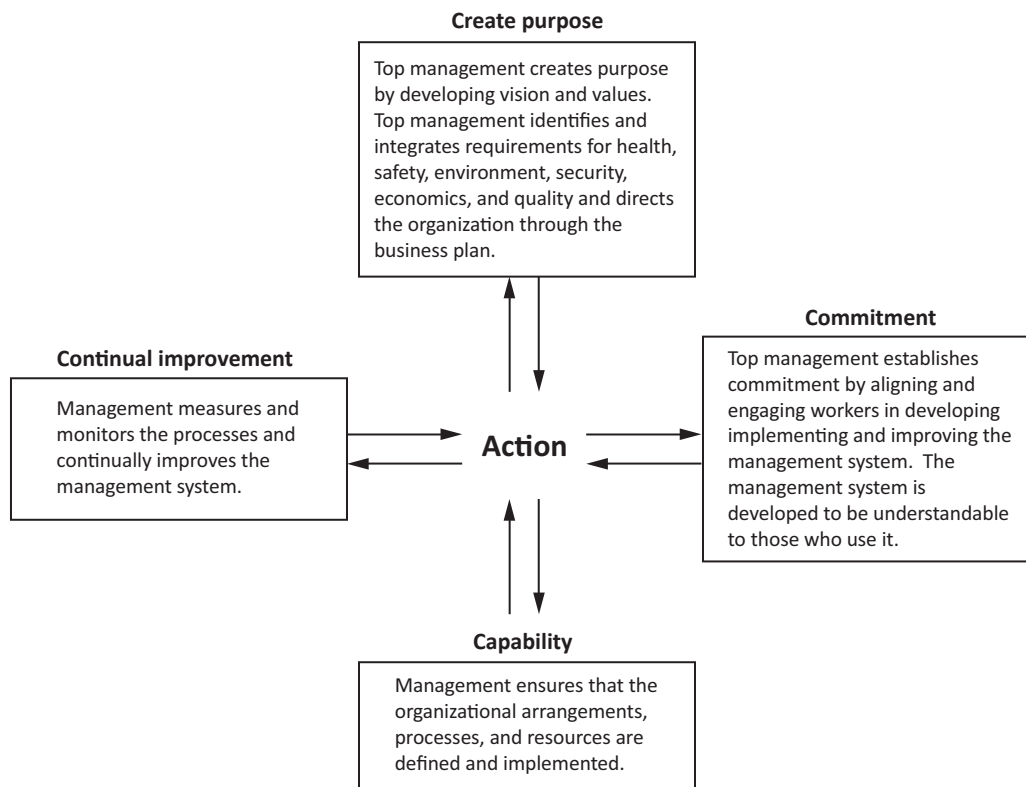 Create purpose
Top management creates purpose
by developing vision and values.
Top management identifies and
integrates requirements for health,
safety, environment, security,
economics, and quality and directs
the organization through the
business plan.
Continual improvement
Management measures and
monitors the processes and
continually improves the
management system.
Action
Commitment
Top management establishes
commitment by aligning and
engaging workers in developing
implementing and improving the
management system.  The
management system is
developed to be understandable
to those who use it.
Capability
Management ensures that the
organizational arrangements,
processes, and resources are
defined and implemented.